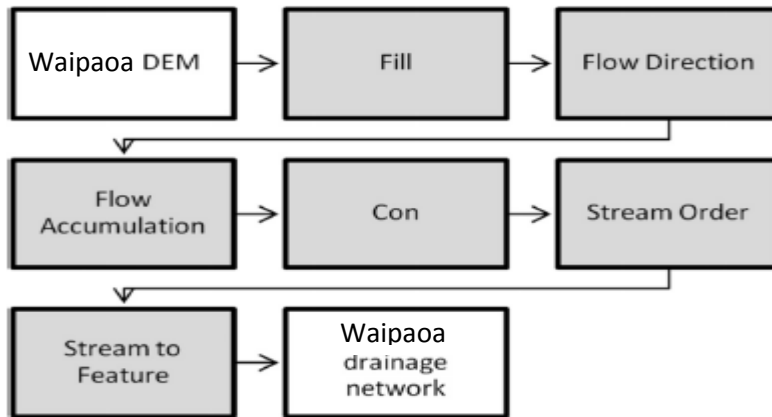 Waipaoa DEM
Fill
Flow Direction
Flow
Accumulation
Con
Stream Order
Stream to
Feature
Waipaoa
drainage
network